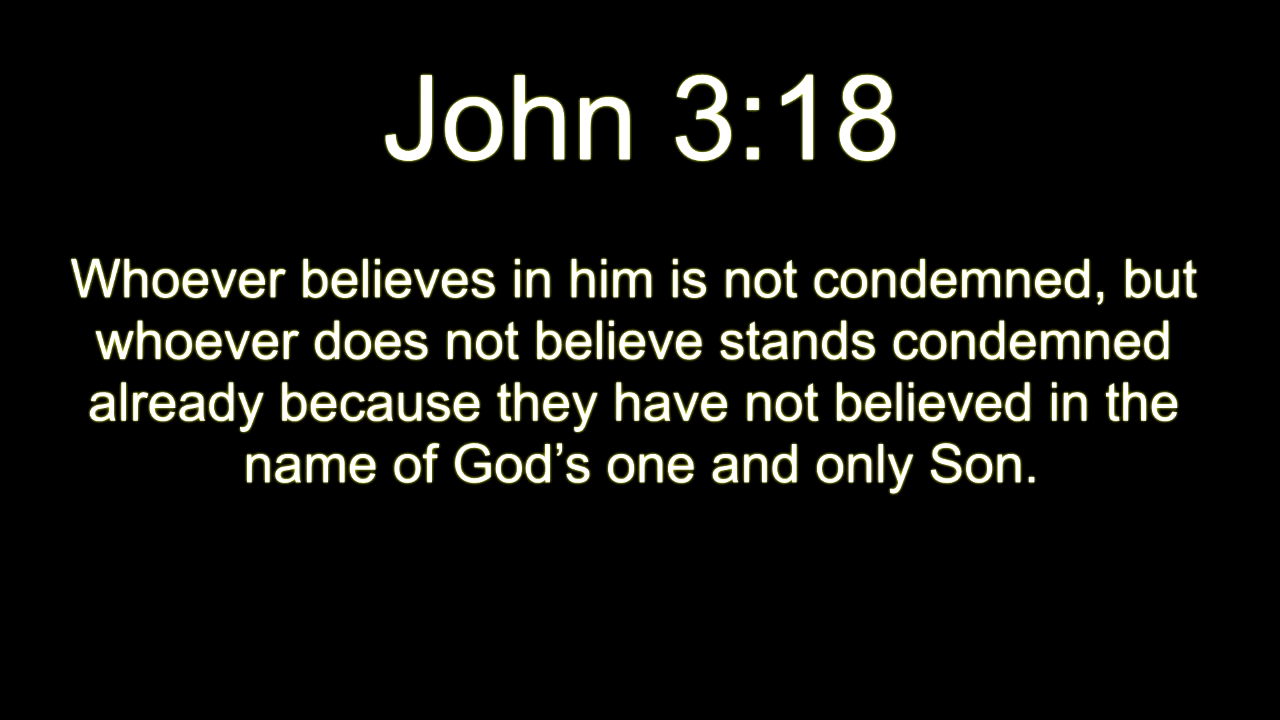 John 3:18
Whoever believes in him is not condemned, but
whoever does not believe stands condemned
already because they have not believed in the
name of God’s one and only Son.